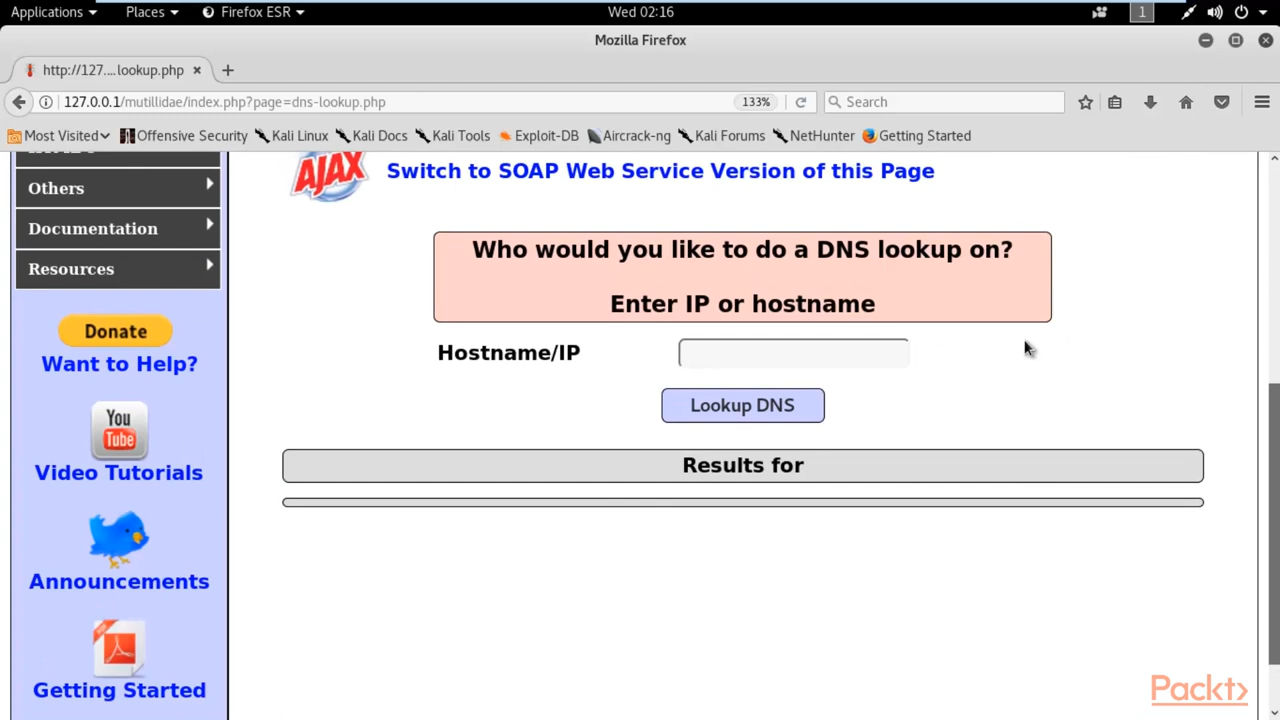 Applications Places Firefox ESR Wed 02:16 1
Mozilla Firefox
http://127....lookup.php
127.0.0.1/mutillidae/index.php?page=dns-lookup.php 133% Search
Most Visited Offensive Security Kali Linux Kali Docs Kali Tools Exploit-DB Aircrack-ng Kali Forums NetHunter Getting Started
AJAX Switch to SOAP Web Service Version of this Page
Others
Documentation
Resources
Who would you like to do a DNS lookup on?
Enter IP or hostname
Hostname/IP
Lookup DNS
Results for
Donate
Want to Help?
You
Tube
Video Tutorials
Announcements
Getting Started
Packt>